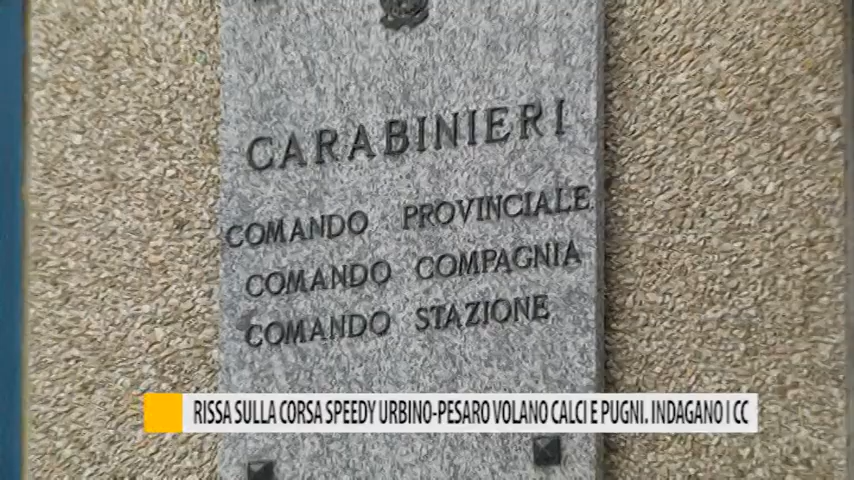 CARABINIERI
COMANDO PROVINCIALE
COMANDO COMPAGNIA
COMANDO STAZIONE
RISSA SULLA CORSA SPEEDY URBINO-PESARO VOLANO CALCI E PUGNI. INDAGANO I CC